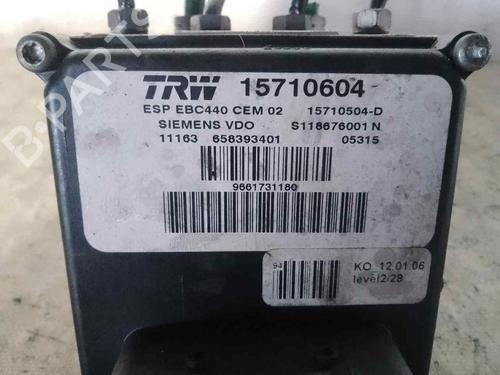 TRW 15710604
ESP EBC440 CEM 02 15710504-D
SIEMENS VDO S118676001 N
11163 658393401 05315
9661731180
94
KO 12.01.06
level2/28
B-PARTS